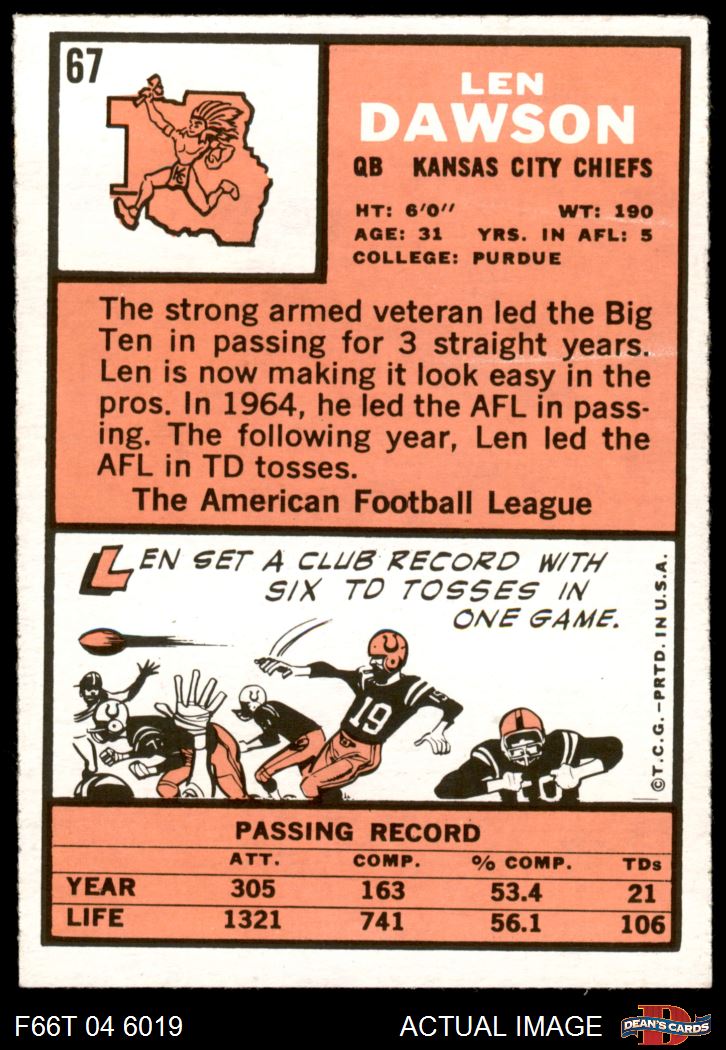 67
LEN
DAWSON
QB KANSAS CITY CHIEFS
HT: 6'0'' WT: 190
AGE: 31 YRS. IN AFL: 5
COLLEGE: PURDUE
KC
The strong armed veteran led the Big
Ten in passing for 3 straight years.
Len is now making it look easy in the
pros. In 1964, he led the AFL in pass-
ing. The following year, Len led the
AFL in TD tosses.
The American Football League
LEN SET A CLUB RECORD WITH
SIX TD TOSSES IN
ONE GAME.
19
19
©T.C.G.–PRTD. IN U.S.A.
PASSING RECORD
ATT. COMP. % COMP. TDs
YEAR 305 163 53.4 21
LIFE 1321 741 56.1 106
F66T 04 6019 ACTUAL IMAGE
D
DEAN'S CARDS